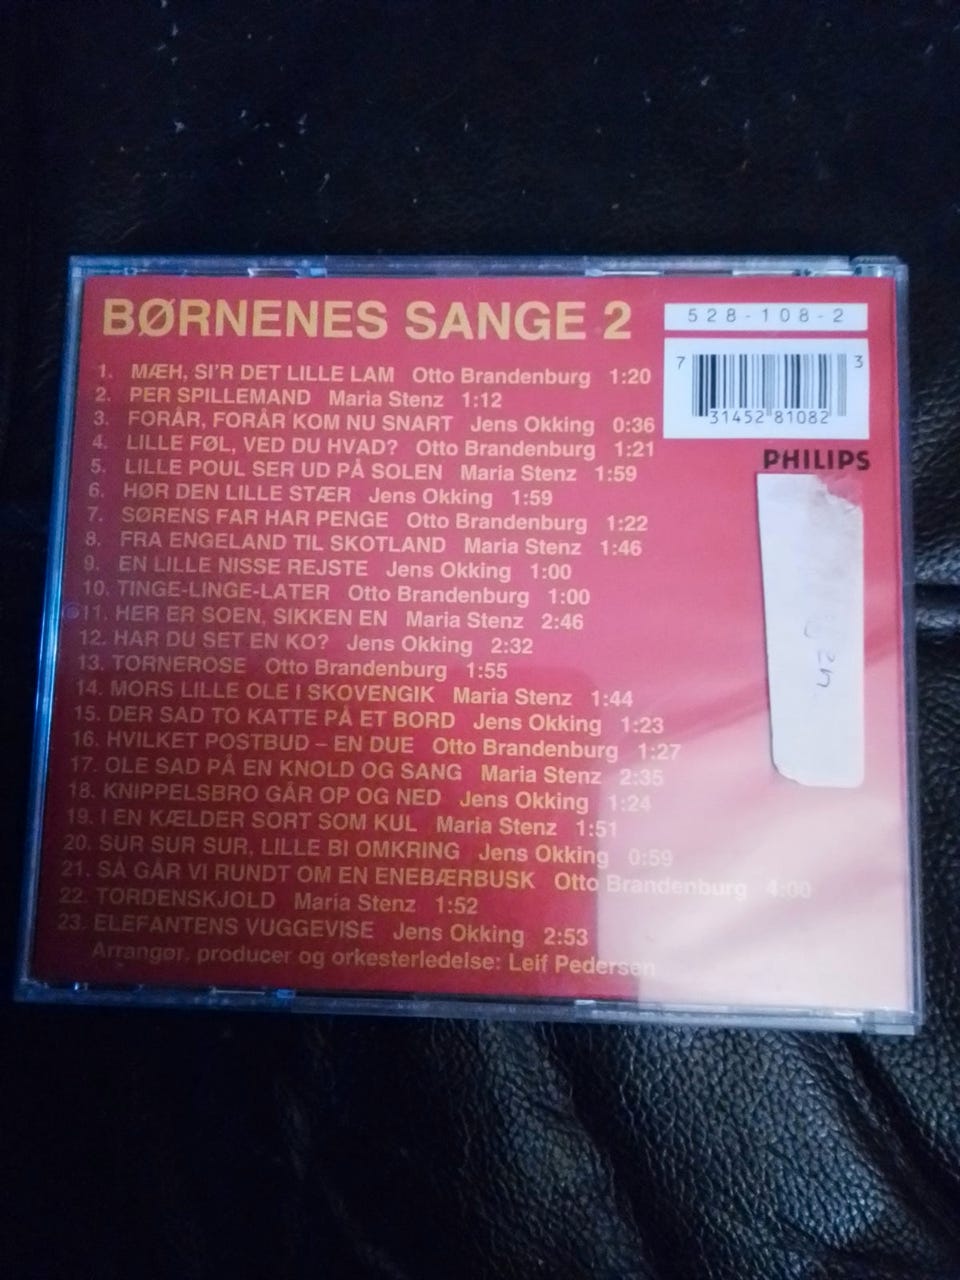 BØRNENES SANGE 2
528-108-2
7 31452 81082 3
PHILIPS
1. MÆH, SI'R DET LILLE LAM Otto Brandenburg 1:20
2. PER SPILLEMAND Maria Stenz 1:12
3. FORÅR, FORÅR KOM NU SNART Jens Okking 0:36
4. LILLE FØL, VED DU HVAD? Otto Brandenburg 1:21
5. LILLE POUL SER UD PÅ SOLEN Maria Stenz 1:59
6. HØR DEN LILLE STÆR Jens Okking 1:59
7. SØRENS FAR HAR PENGE Otto Brandenburg 1:22
8. FRA ENGELAND TIL SKOTLAND Maria Stenz 1:46
9. EN LILLE NISSE REJSTE Jens Okking 1:00
10. TINGE-LINGE-LATER Otto Brandenburg 1:00
11. HER ER SOEN, SIKKEN EN Maria Stenz 2:46
12. HAR DU SET EN KO? Jens Okking 2:32
13. TORNEROSE Otto Brandenburg 1:55
14. MORS LILLE OLE I SKOVENGIK Maria Stenz 1:44
15. DER SAD TO KATTE PÅ ET BORD Jens Okking 1:23
16. HVILKET POSTBUD – EN DUE Otto Brandenburg 1:27
17. OLE SAD PÅ EN KNOLD OG SANG Maria Stenz 2:35
18. KNIPPELSBRO GÅR OP OG NED Jens Okking 1:24
19. I EN KÆLDER SORT SOM KUL Maria Stenz 1:51
20. SUR SUR SUR, LILLE BI OMKRING Jens Okking 0:59
21. SÅ GÅR VI RUNDT OM EN ENEBÆRBUSK Otto Brandenburg 4:00
22. TORDENSKJOLD Maria Stenz 1:52
23. ELEFANTENS VUGGEVISE Jens Okking 2:53
Arrangør, producer og orkesterledelse: Leif Pedersen